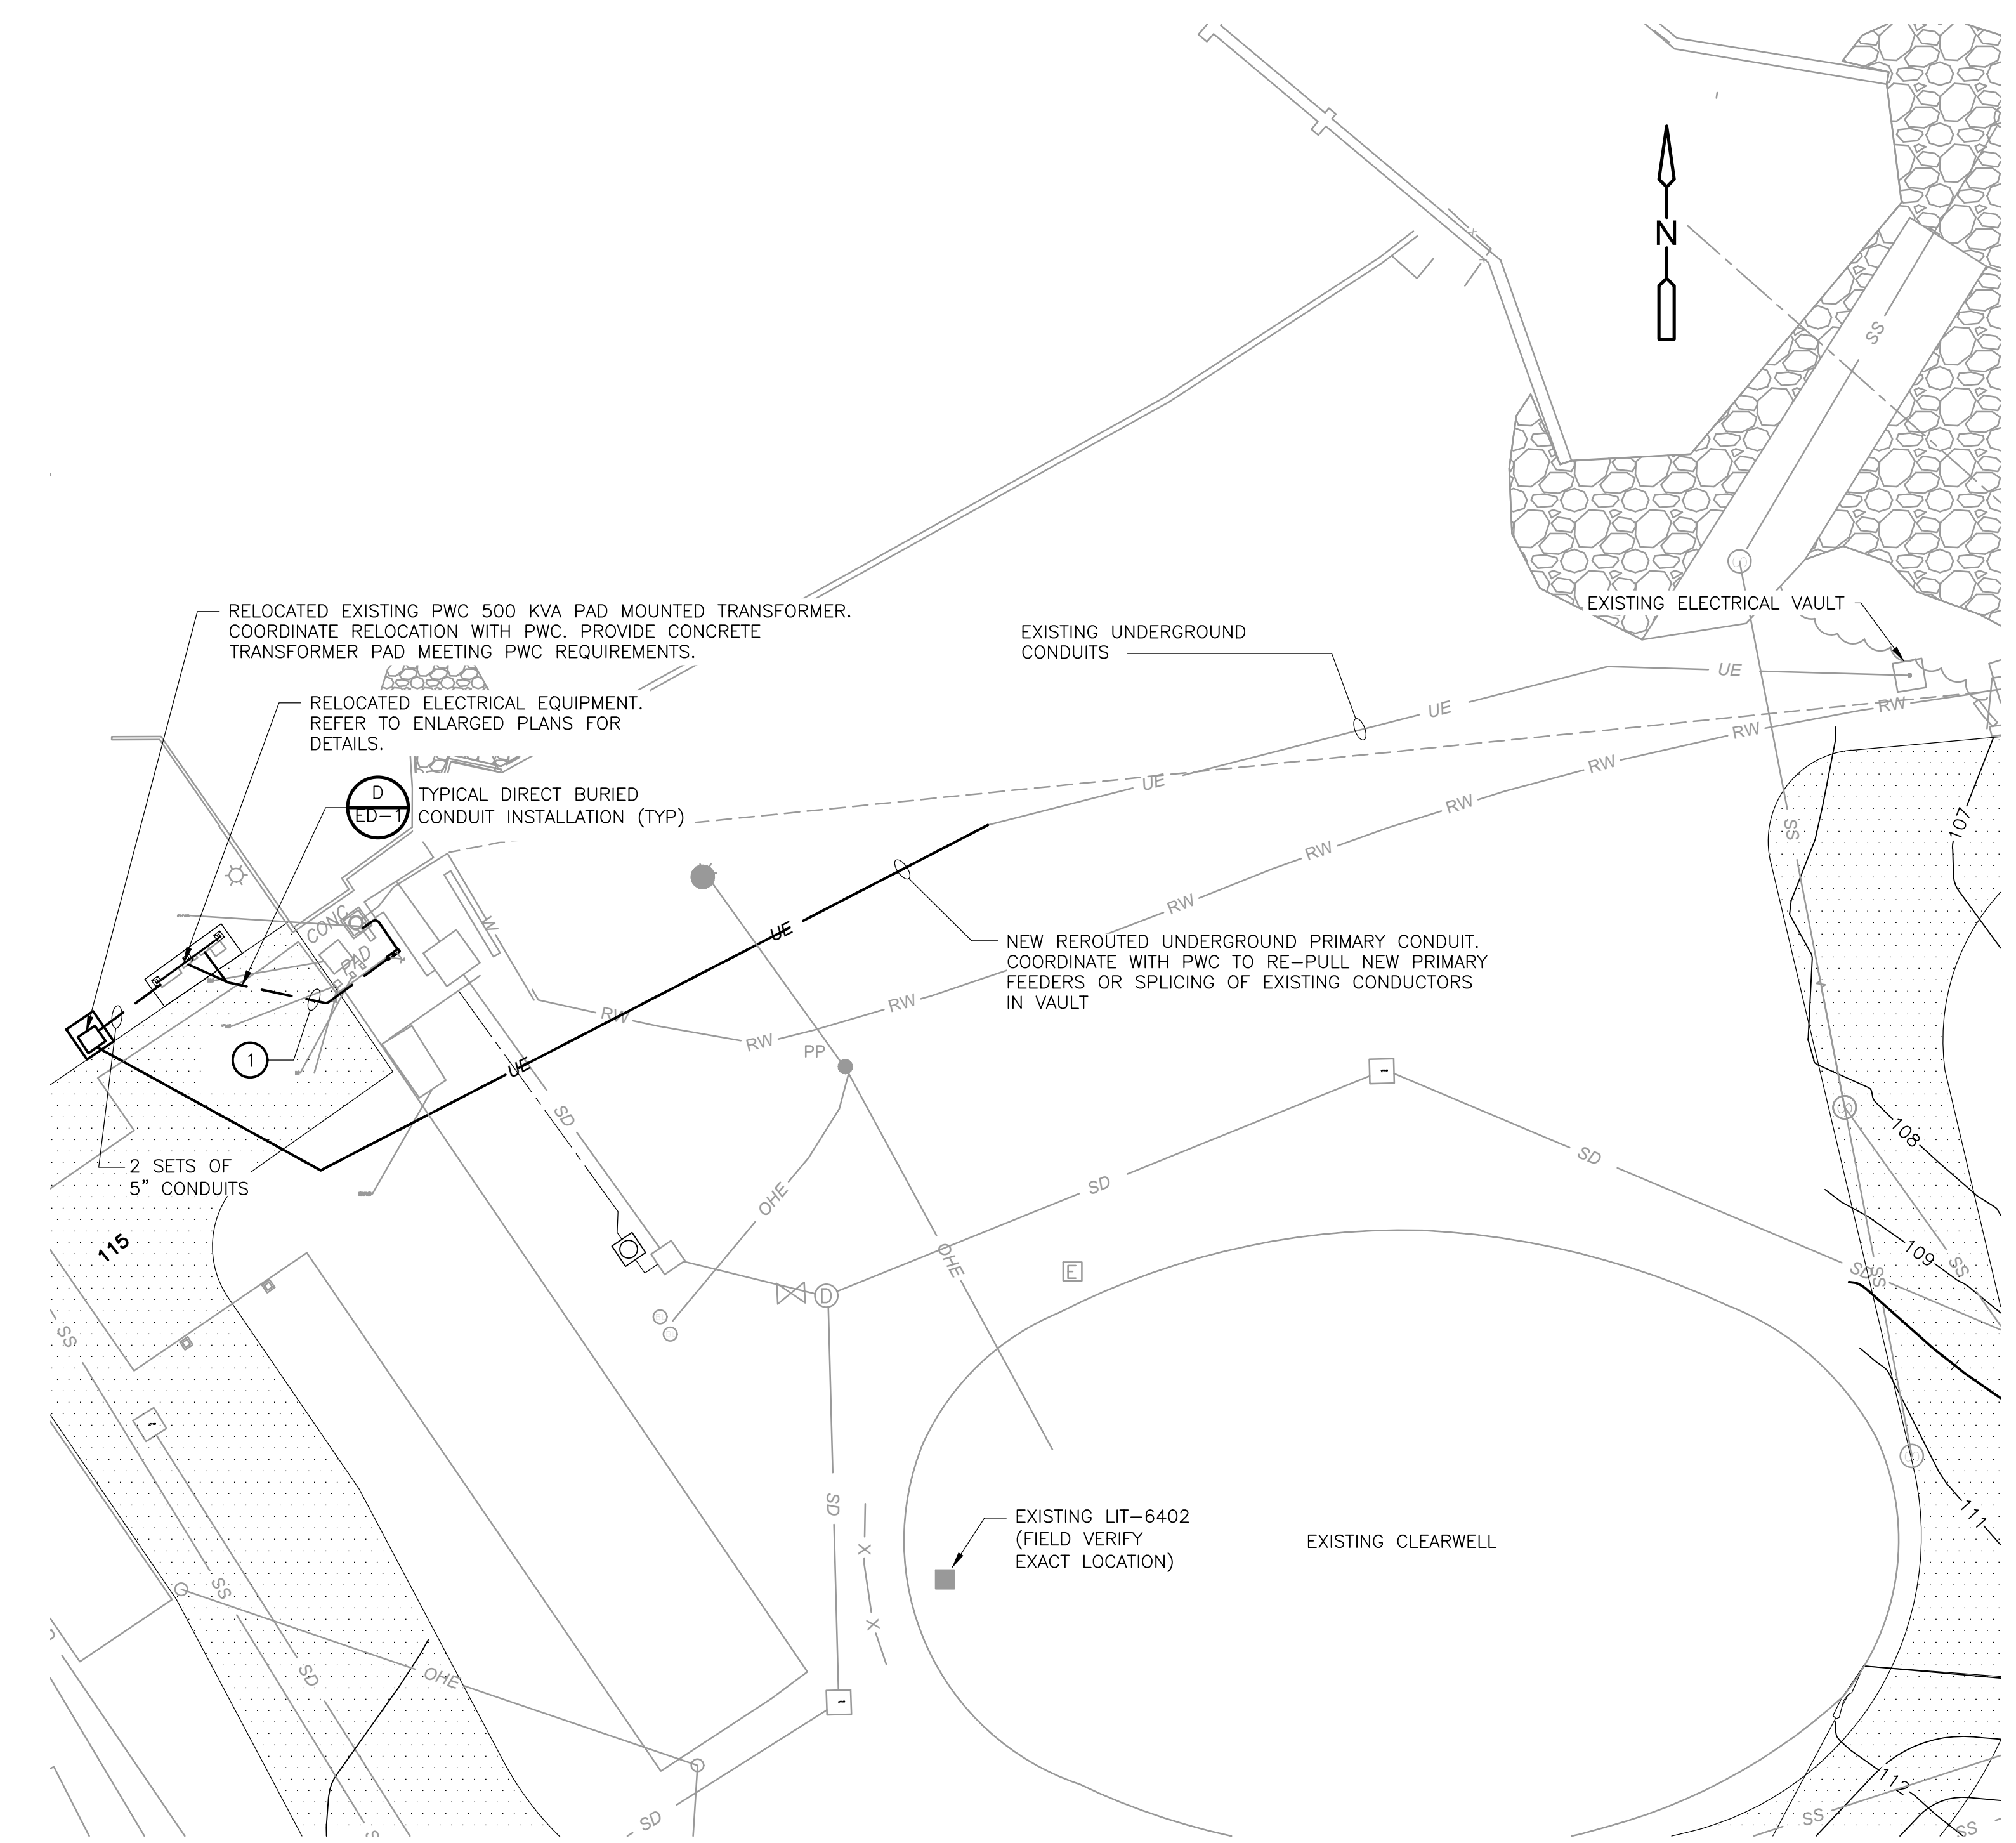 N
RELOCATED EXISTING PWC 500 KVA PAD MOUNTED TRANSFORMER.
COORDINATE RELOCATION WITH PWC. PROVIDE CONCRETE
TRANSFORMER PAD MEETING PWC REQUIREMENTS.
EXISTING ELECTRICAL VAULT
EXISTING UNDERGROUND
CONDUITS
RELOCATED ELECTRICAL EQUIPMENT.
REFER TO ENLARGED PLANS FOR
DETAILS.
D
ED-1
TYPICAL DIRECT BURIED
CONDUIT INSTALLATION (TYP)
SS
UE
UE
UE
RW
RW
RW
RW
RW
RW
RW
RW
RW
SS
107
CONC
PAD
W
UE
UE
NEW REROUTED UNDERGROUND PRIMARY CONDUIT.
COORDINATE WITH PWC TO RE-PULL NEW PRIMARY
FEEDERS OR SPLICING OF EXISTING CONDUCTORS
IN VAULT
1
PP
SD
2 SETS OF
5" CONDUITS
115
OHE
OHE
SD
SD
108
109
SS
SD
SS
E
D
SS
SD
X
X
EXISTING LIT-6402
(FIELD VERIFY
EXACT LOCATION)
EXISTING CLEARWELL
111
SS
SD
OHE
SD
112
SS
SS